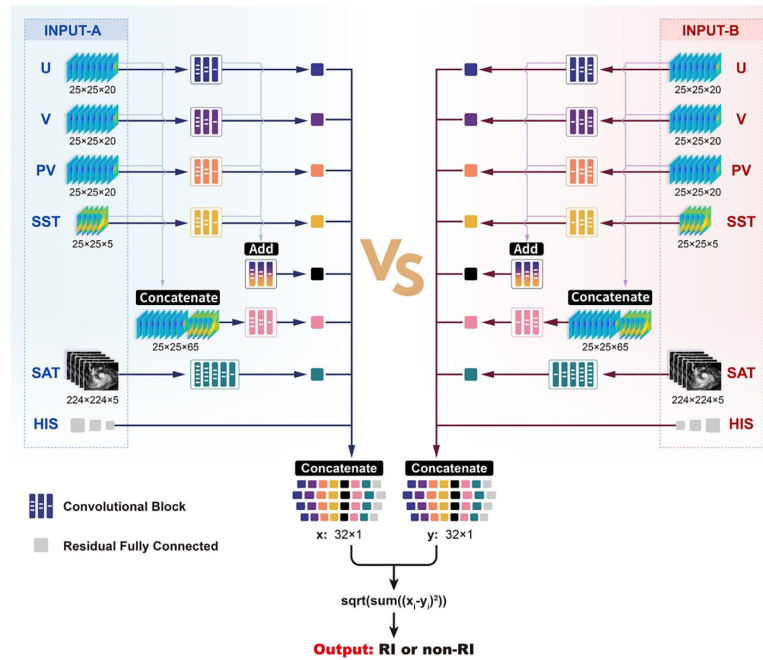 INPUT-A
U
25×25×20
V
25×25×20
PV
25×25×20
SST
25×25×5
Add
Concatenate
25×25×65
SAT
224×224×5
HIS
VS
INPUT-B
U
25×25×20
V
25×25×20
PV
25×25×20
SST
25×25×5
Add
Concatenate
25×25×65
SAT
224×224×5
HIS
Concatenate
Concatenate
x: 32×1
y: 32×1
Convolutional Block
Residual Fully Connected
sqrt(sum((xᵢ-yᵢ)²))
Output: RI or non-RI